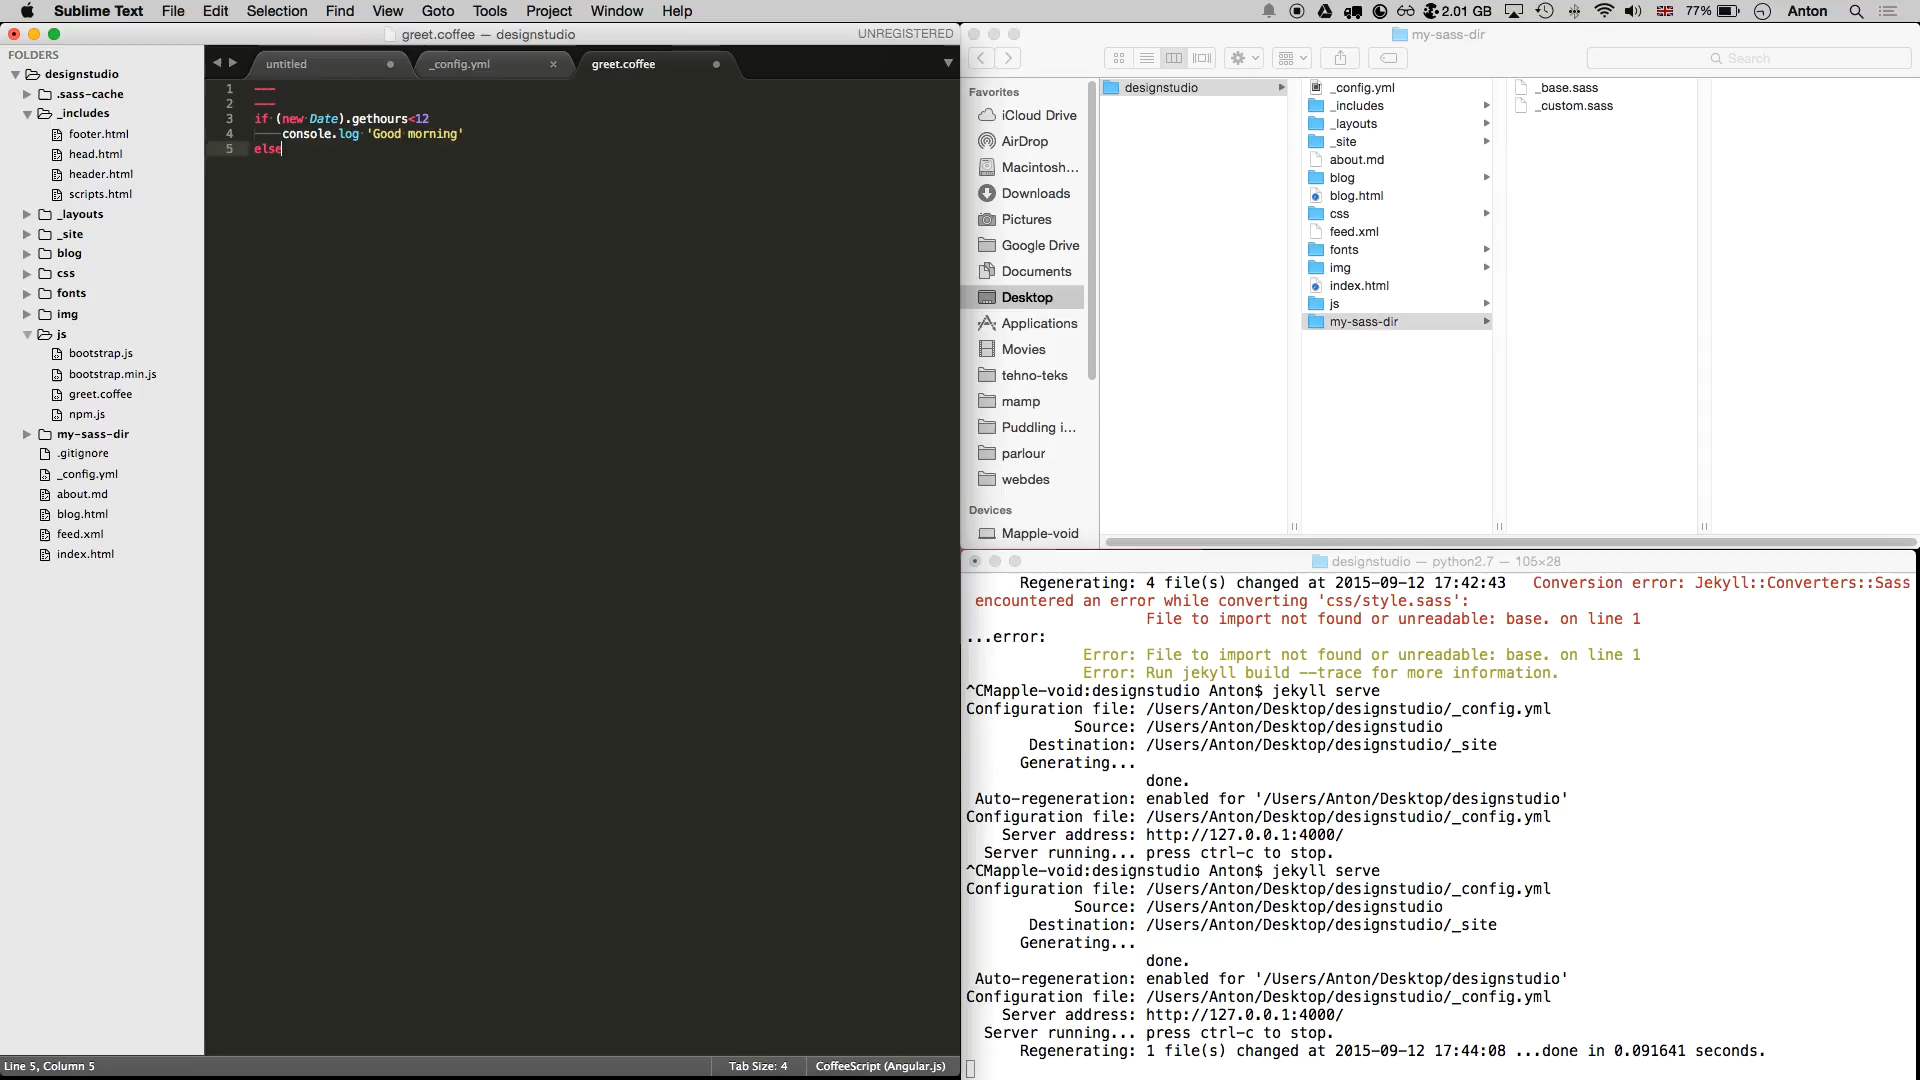 Sublime Text File Edit Selection Find View Goto Tools Project Window Help 2.01 GB 77% Anton
greet.coffee — designstudio UNREGISTERED
FOLDERS
designstudio
.sass-cache
_includes
footer.html
head.html
header.html
scripts.html
_layouts
_site
blog
css
fonts
img
js
bootstrap.js
bootstrap.min.js
greet.coffee
npm.js
my-sass-dir
.gitignore
_config.yml
about.md
blog.html
feed.xml
index.html
untitled _config.yml greet.coffee
1 ---
2 ---
3 if (new Date).gethours<12
4 console.log 'Good morning'
5 else
Line 5, Column 5 Tab Size: 4 CoffeeScript (Angular.js)
my-sass-dir
Search
Favorites
iCloud Drive
AirDrop
Macintosh...
Downloads
Pictures
Google Drive
Documents
Desktop
Applications
Movies
tehno-teks
mamp
Puddling i...
parlour
webdes
Devices
Mapple-void
designstudio
_config.yml
_includes
_layouts
_site
about.md
blog
blog.html
css
feed.xml
fonts
img
index.html
js
my-sass-dir
_base.sass
_custom.sass
designstudio — python2.7 — 105×28
Regenerating: 4 file(s) changed at 2015-09-12 17:42:43 Conversion error: Jekyll::Converters::Sass
encountered an error while converting 'css/style.sass':
File to import not found or unreadable: base. on line 1
...error:
Error: File to import not found or unreadable: base. on line 1
Error: Run jekyll build --trace for more information.
^CMapple-void:designstudio Anton$ jekyll serve
Configuration file: /Users/Anton/Desktop/designstudio/_config.yml
Source: /Users/Anton/Desktop/designstudio
Destination: /Users/Anton/Desktop/designstudio/_site
Generating...
done.
Auto-regeneration: enabled for '/Users/Anton/Desktop/designstudio'
Configuration file: /Users/Anton/Desktop/designstudio/_config.yml
Server address: http://127.0.0.1:4000/
Server running... press ctrl-c to stop.
^CMapple-void:designstudio Anton$ jekyll serve
Configuration file: /Users/Anton/Desktop/designstudio/_config.yml
Source: /Users/Anton/Desktop/designstudio
Destination: /Users/Anton/Desktop/designstudio/_site
Generating...
done.
Auto-regeneration: enabled for '/Users/Anton/Desktop/designstudio'
Configuration file: /Users/Anton/Desktop/designstudio/_config.yml
Server address: http://127.0.0.1:4000/
Server running... press ctrl-c to stop.
Regenerating: 1 file(s) changed at 2015-09-12 17:44:08 ...done in 0.091641 seconds.